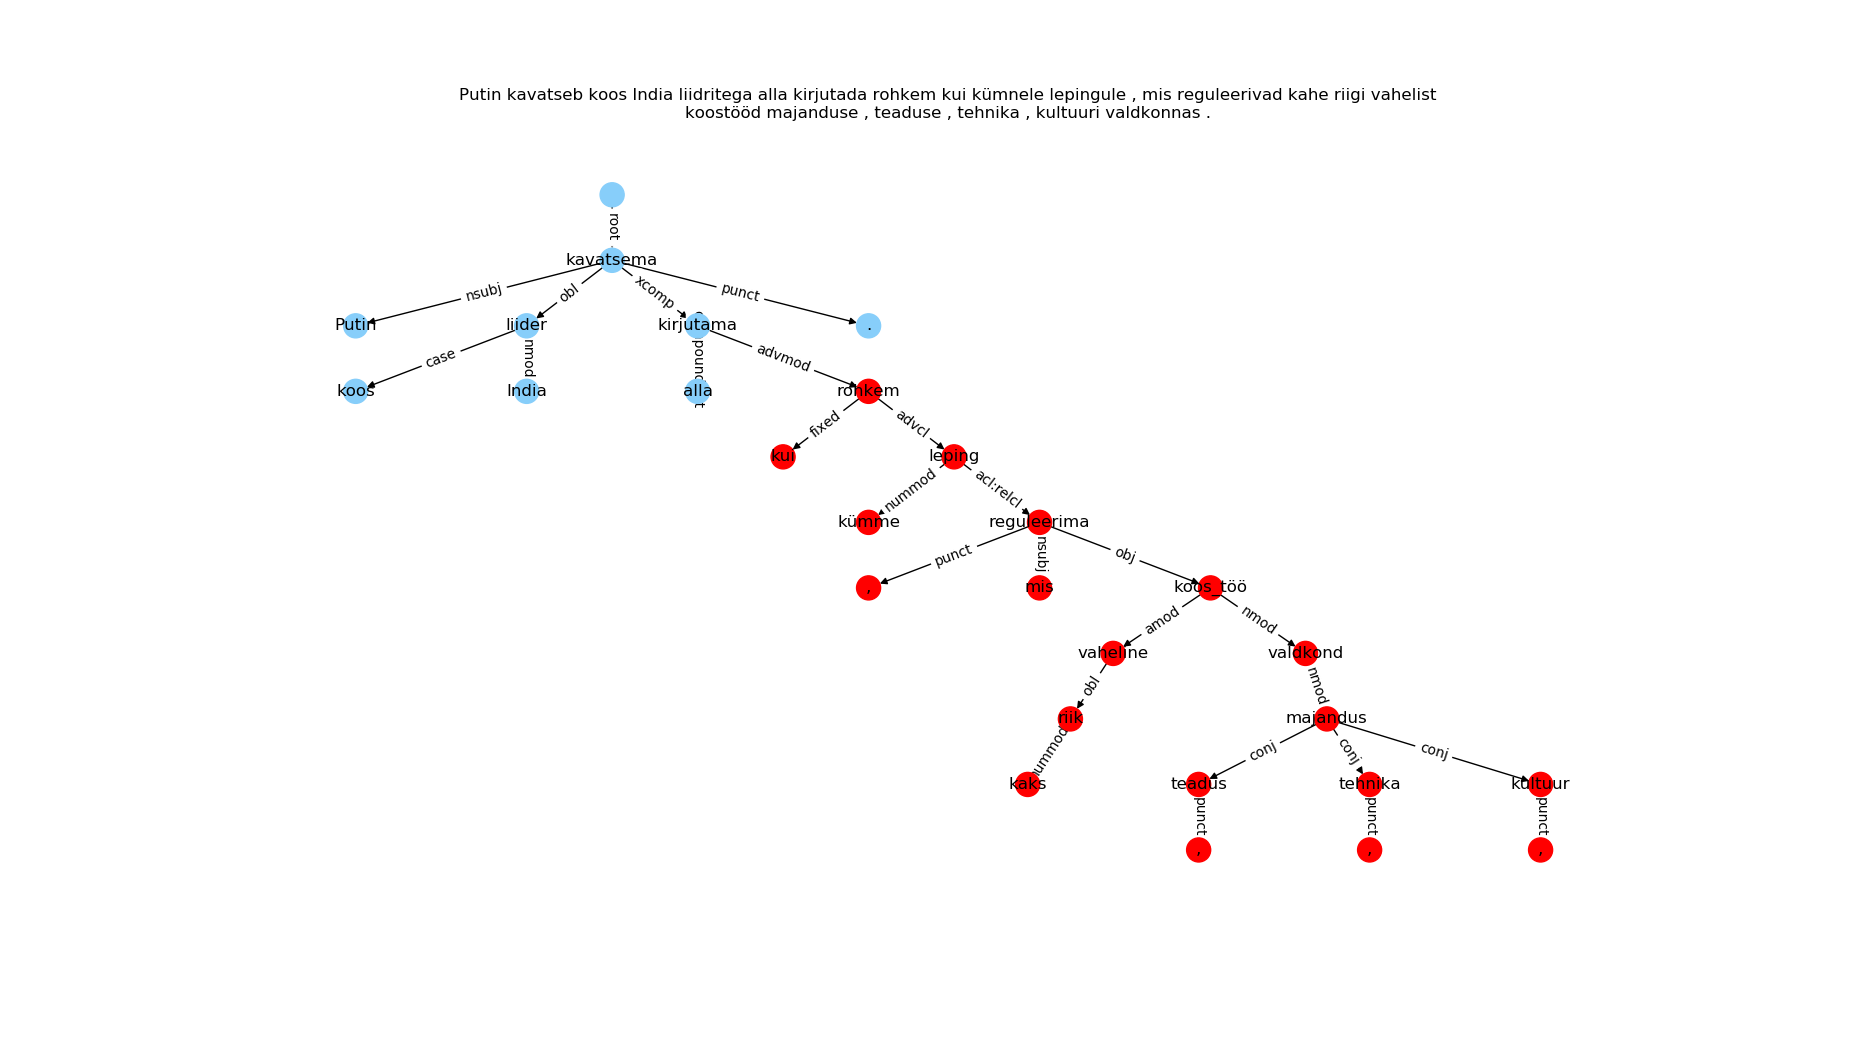 Putin kavatseb koos India liidritega alla kirjutada rohkem kui kümnele lepingule , mis reguleerivad kahe riigi vahelist
koostööd majanduse , teaduse , tehnika , kultuuri valdkonnas .
root
kavatsema
nsubj obl xcomp punct
Putin liider kirjutama .
case nmod advmod
koos India alla rohkem
fixed advcl
kui leping
nummod acl:relcl
kümme reguleerima
punct nsubj obj
, mis koos_töö
amod nmod
vaheline valdkond
obl nmod
riik majandus
nummod conj conj conj
kaks teadus tehnika kultuur
punct punct punct
, , ,